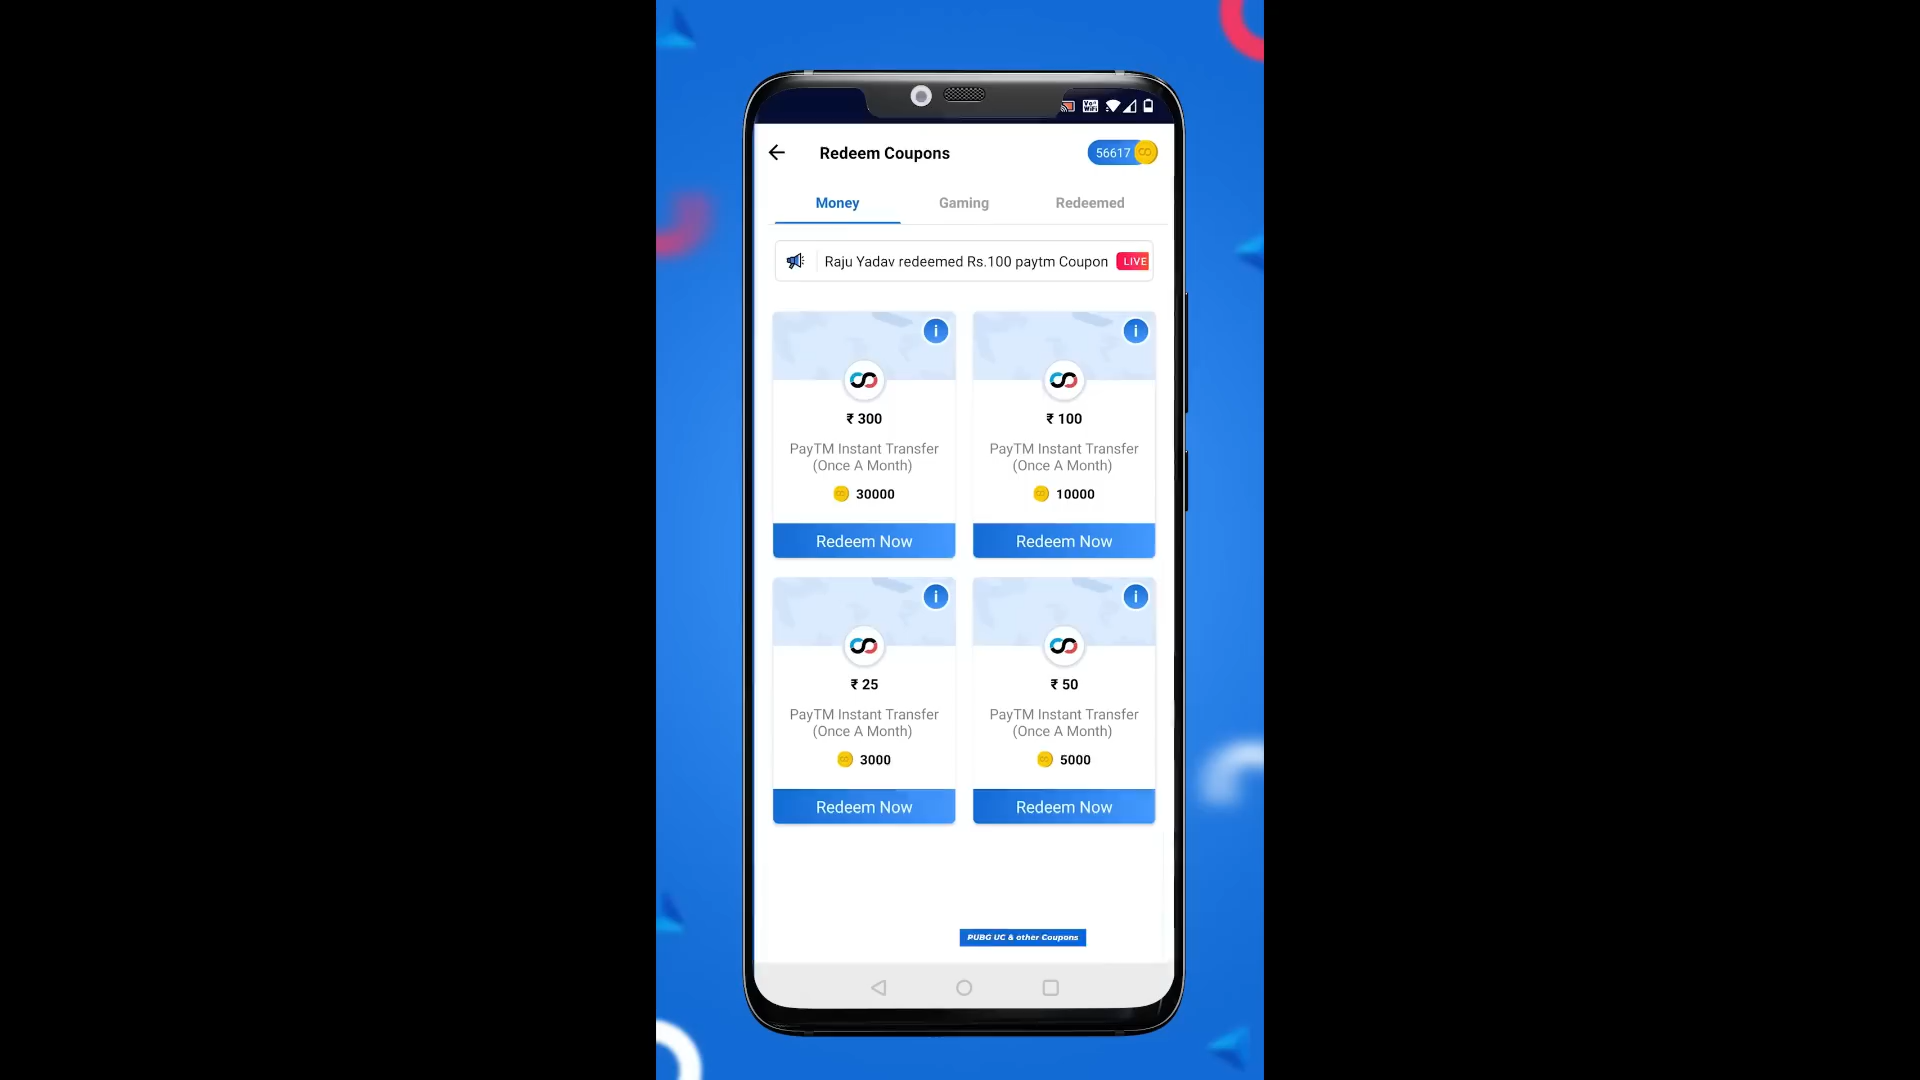 Redeem Coupons
56617
Money
Gaming
Redeemed
Raju Yadav redeemed Rs.100 paytm Coupon
LIVE
₹ 300
PayTM Instant Transfer
(Once A Month)
30000
Redeem Now
₹ 100
PayTM Instant Transfer
(Once A Month)
10000
Redeem Now
₹ 25
PayTM Instant Transfer
(Once A Month)
3000
Redeem Now
₹ 50
PayTM Instant Transfer
(Once A Month)
5000
Redeem Now
PUBG UC & other Coupons